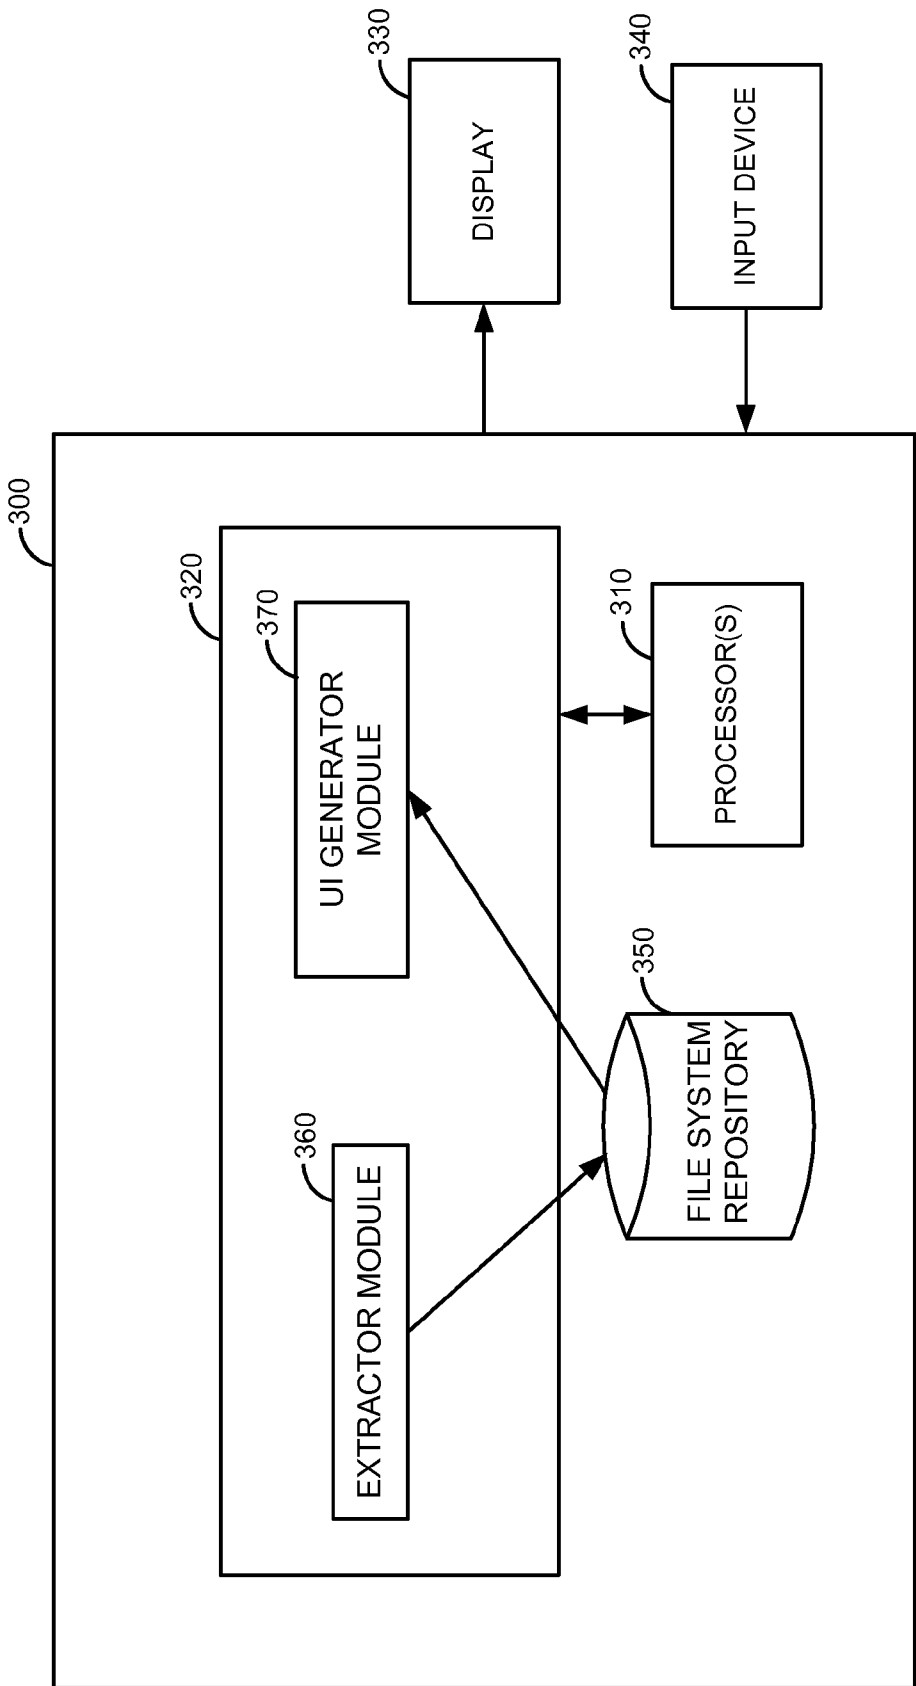 300
320
360
EXTRACTOR MODULE
370
UI GENERATOR
MODULE
350
FILE SYSTEM
REPOSITORY
310
PROCESSOR(S)
330
DISPLAY
340
INPUT DEVICE